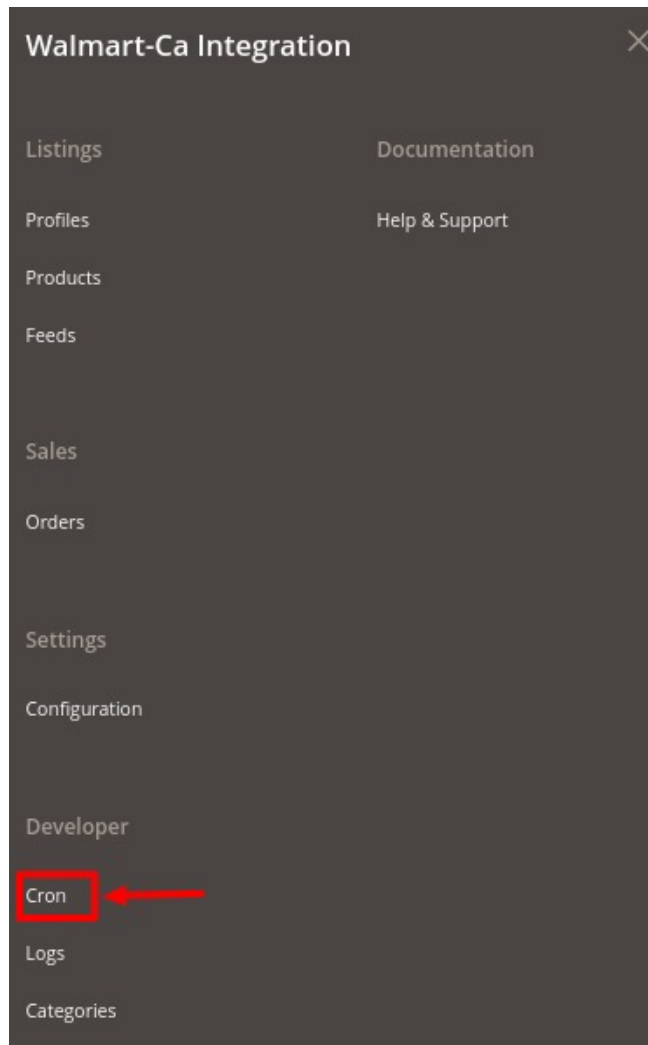 Walmart-Ca Integration
Listings
Profiles
Products
Feeds
Sales
Orders
Settings
Configuration
Developer
Cron
Logs
Categories
Documentation
Help & Support